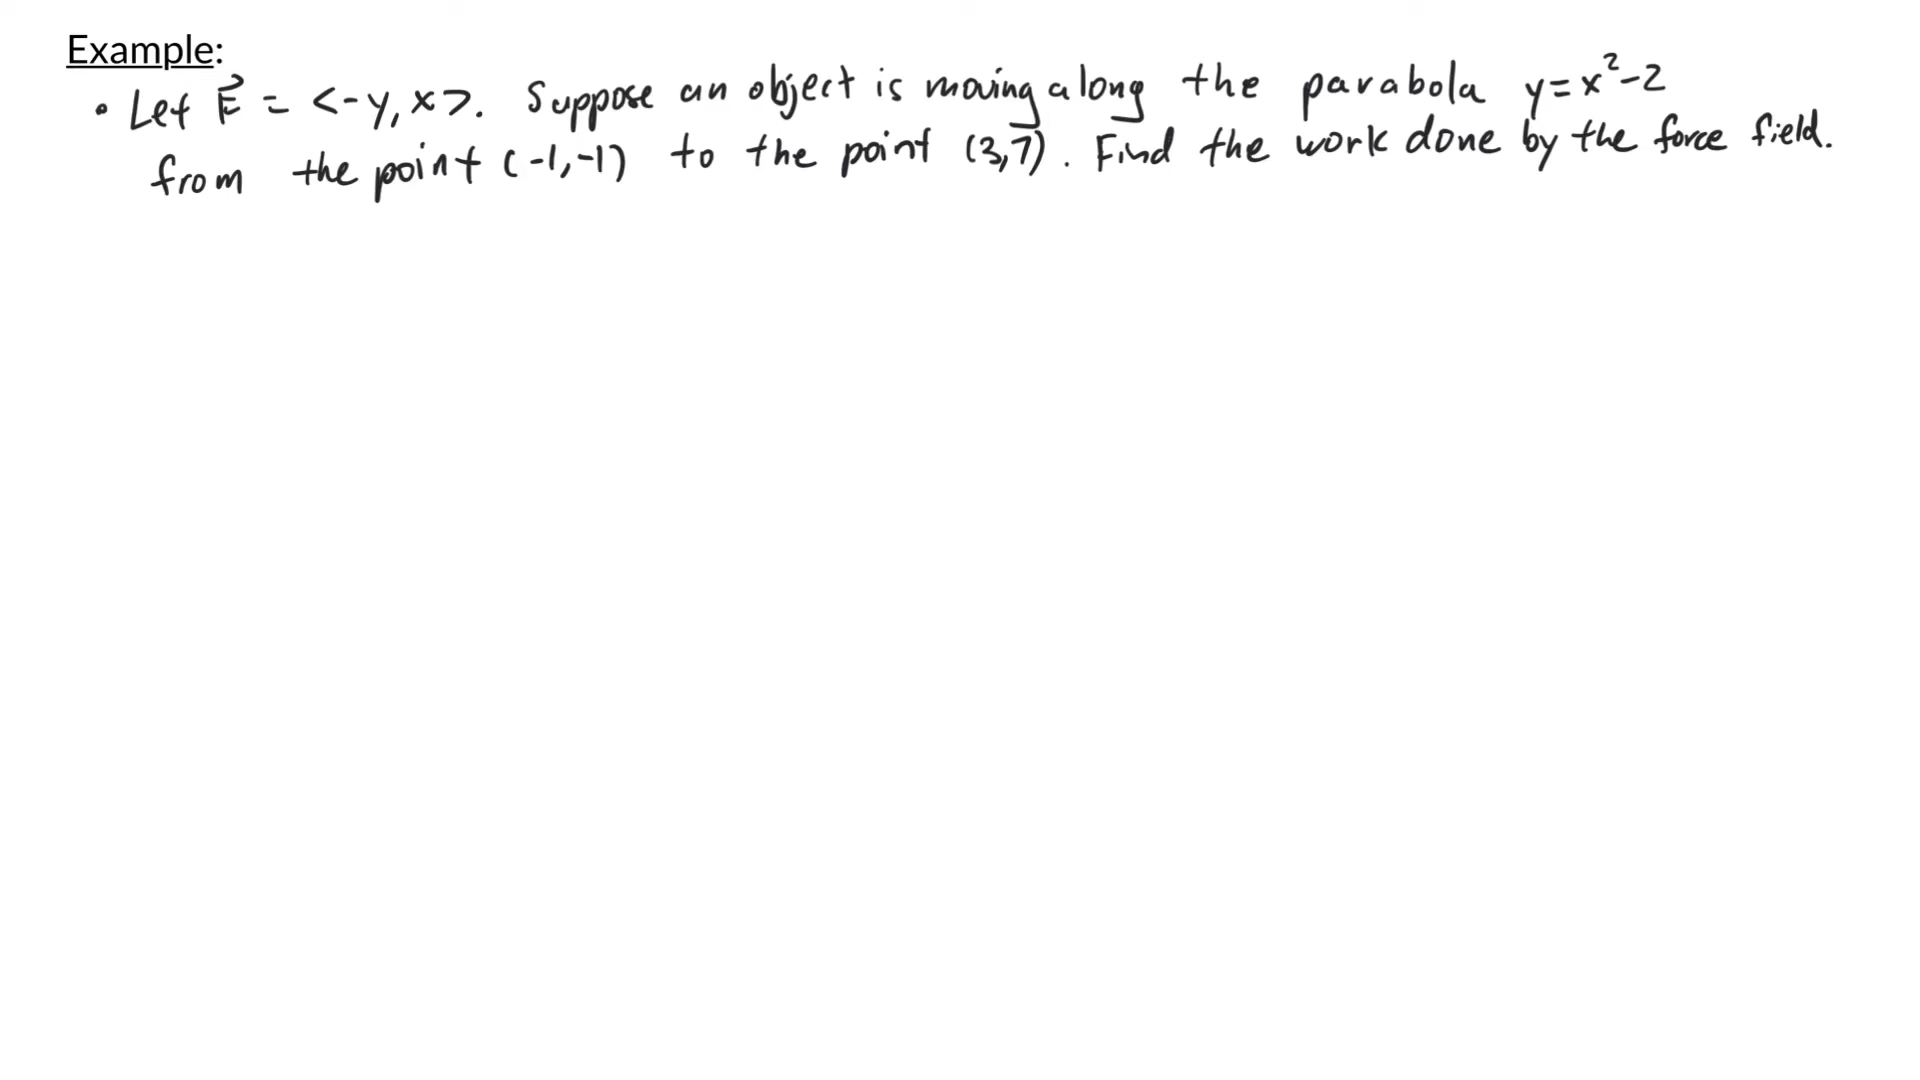 Example:
• Let F⃗ = <-y, x>. Suppose an object is moving along the parabola y=x²-2
from the point (-1,-1) to the point (3,7). Find the work done by the force field.